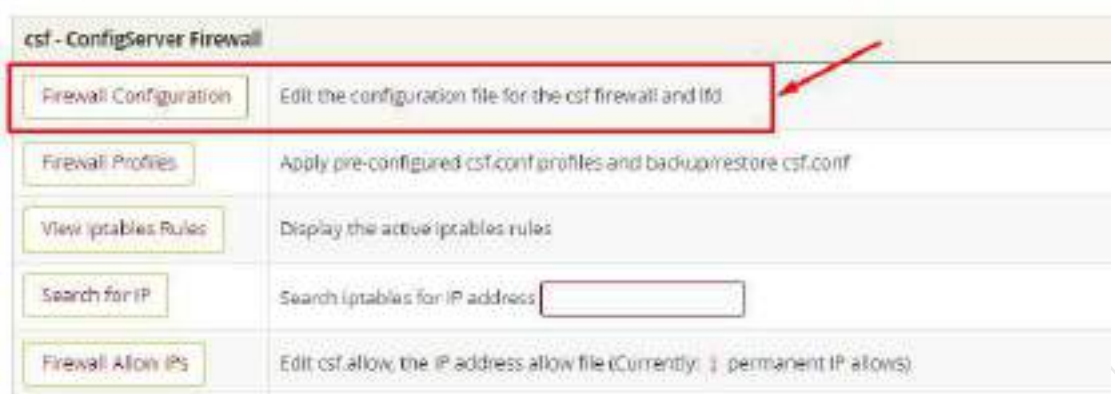 csf - ConfigServer Firewall
Firewall Configuration Edit the configuration file for the csf firewall and lfd
Firewall Profiles Apply pre-configured csf.conf profiles and backup/restore csf.conf
View iptables Rules Display the active iptables rules
Search for IP Search iptables for IP address
Firewall Allow IPs Edit csf.allow, the IP address allow file (Currently: 1 permanent IP allows)